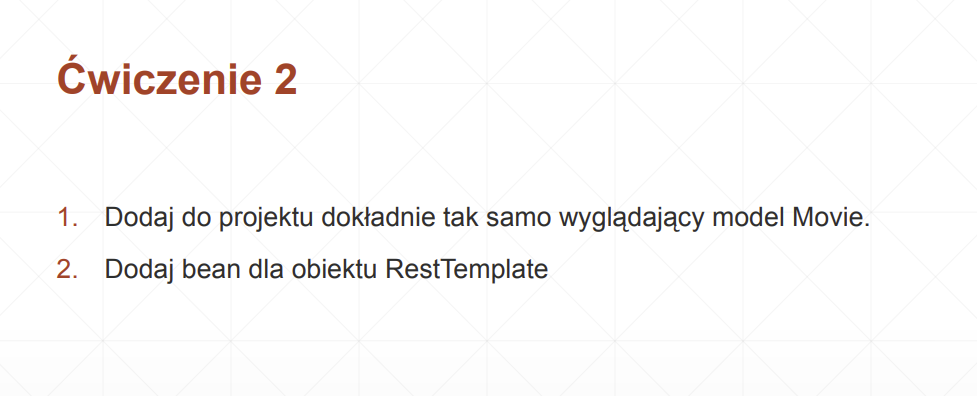 Ćwiczenie 2
1. Dodaj do projektu dokładnie tak samo wyglądający model Movie.
2. Dodaj bean dla obiektu RestTemplate